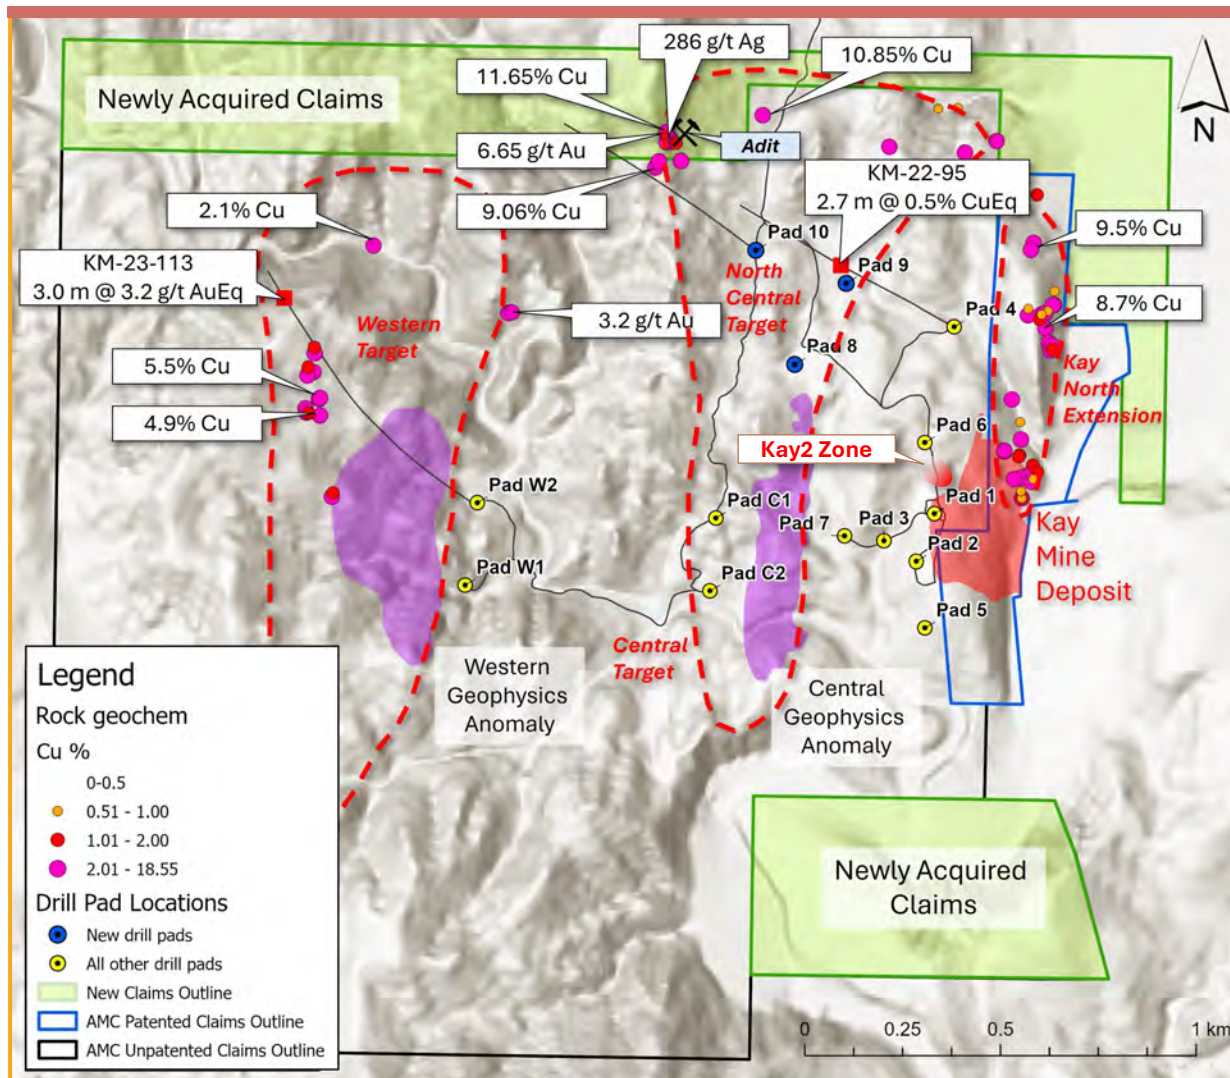 286 g/t Ag
11.65% Cu
10.85% Cu
Newly Acquired Claims
N
6.65 g/t Au
Adit
KM-22-95
2.7 m @ 0.5% CuEq
2.1% Cu
9.06% Cu
9.5% Cu
Pad 10
KM-23-113
3.0 m @ 3.2 g/t AuEq
North
Central
Target
Pad 9
Western
Target
3.2 g/t Au
Pad 4
8.7% Cu
Pad 8
5.5% Cu
Kay
North
Extension
4.9% Cu
Pad 6
Kay2 Zone
Pad W2
Pad C1
Pad 7
Pad 3
Pad 1
Kay
Mine
Deposit
Pad 2
Pad W1
Pad C2
Pad 5
Central
Target
Western
Geophysics
Anomaly
Central
Geophysics
Anomaly
Legend
Rock geochem
Cu %
0-0.5
0.51 - 1.00
1.01 - 2.00
2.01 - 18.55
Drill Pad Locations
New drill pads
All other drill pads
New Claims Outline
AMC Patented Claims Outline
AMC Unpatented Claims Outline
Newly Acquired
Claims
0 0.25 0.5 1 km